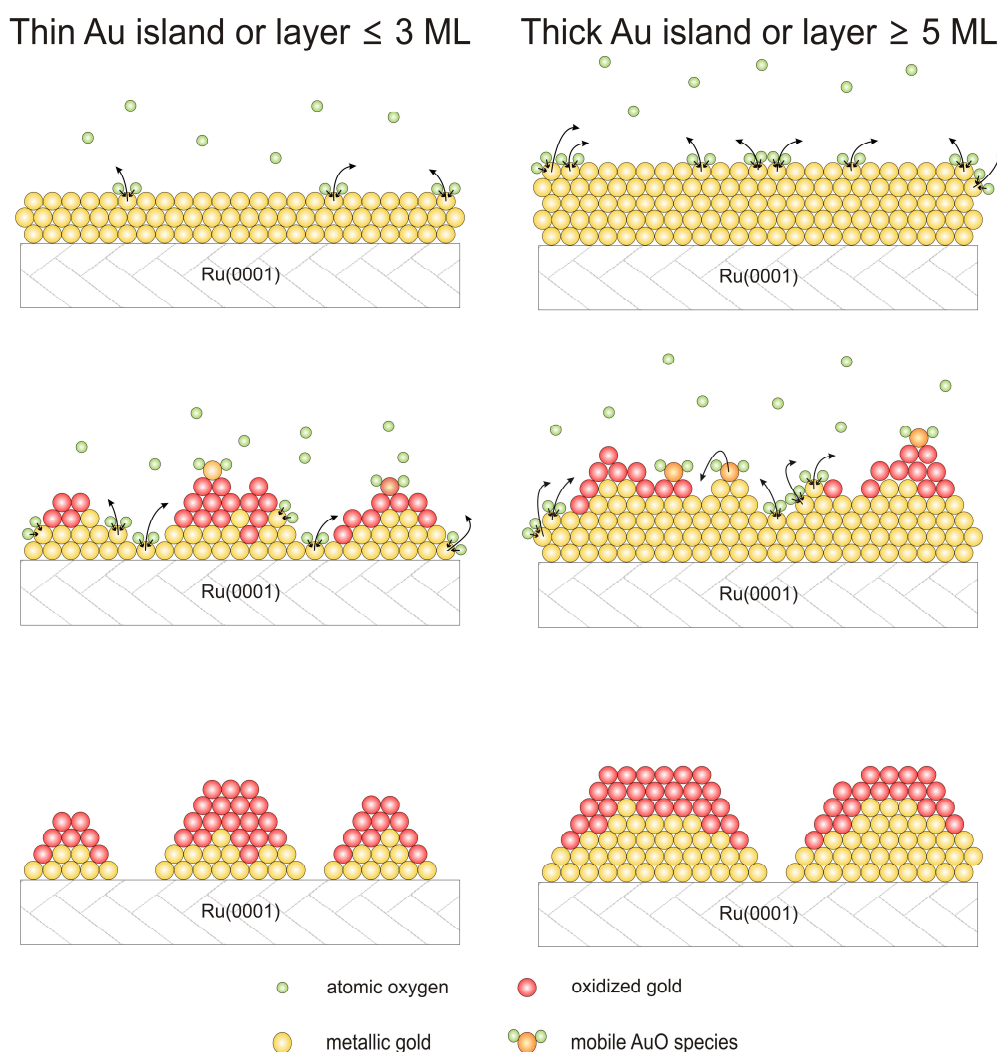 Thin Au island or layer ≤ 3 ML
Thick Au island or layer ≥ 5 ML
Ru(0001)
Ru(0001)
Ru(0001)
Ru(0001)
Ru(0001)
Ru(0001)
atomic oxygen
oxidized gold
metallic gold
mobile AuO species